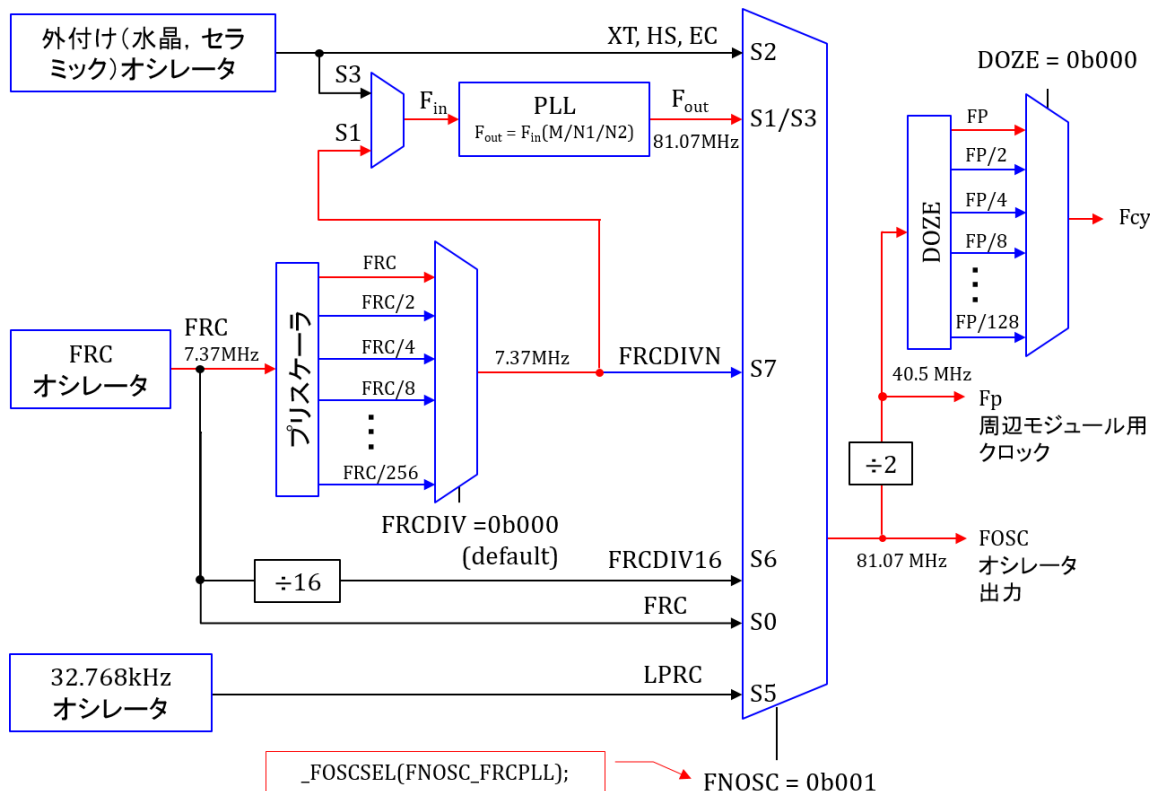 外付け（水晶，セラ
ミック）オシレータ
XT, HS, EC
S2
DOZE = 0b000
S3
F_in
PLL
F_out = F_in(M/N1/N2)
F_out
81.07MHz
S1/S3
S1
DOZE
FP
FP/2
FP/4
FP/8
⋮
FP/128
Fcy
FRC
オシレータ
FRC
7.37MHz
プリスケーラ
FRC
FRC/2
FRC/4
FRC/8
⋮
FRC/256
7.37MHz
FRCDIVN
S7
FRCDIV =0b000
(default)
40.5 MHz
Fp
周辺モジュール用
クロック
÷2
÷16
FRCDIV16
S6
FRC
S0
81.07 MHz
FOSC
オシレータ
出力
32.768kHz
オシレータ
LPRC
S5
_FOSCSEL(FNOSC_FRCPLL);
FNOSC = 0b001